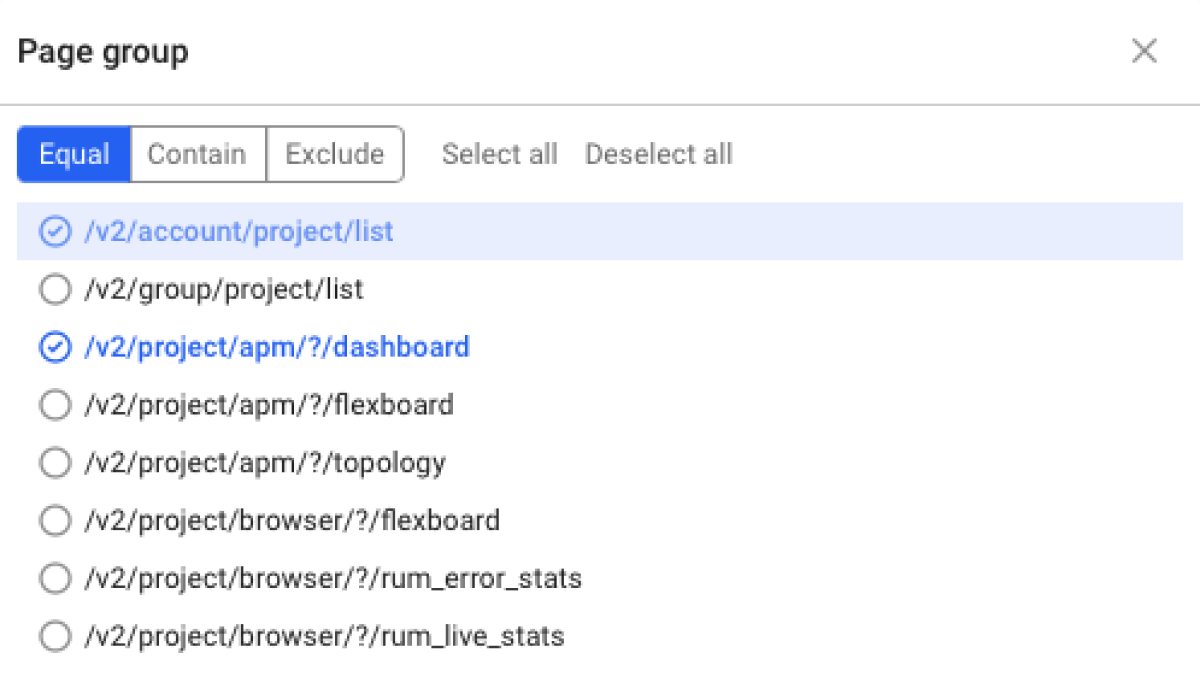 Page group
Equal Contain Exclude Select all Deselect all
/v2/account/project/list
/v2/group/project/list
/v2/project/apm/?/dashboard
/v2/project/apm/?/flexboard
/v2/project/apm/?/topology
/v2/project/browser/?/flexboard
/v2/project/browser/?/rum_error_stats
/v2/project/browser/?/rum_live_stats